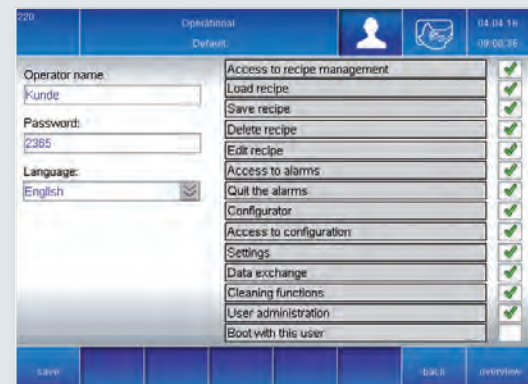 220
Operational
Default
04.04.16
09:00:36
Operator name
Kunde
Password:
2365
Language:
English
Access to recipe management
Load recipe
Save recipe
Delete recipe
Edit recipe
Access to alarms
Quit the alarms
Configurator
Access to configuration
Settings
Data exchange
Cleaning functions
User administration
Boot with this user
save
back
overview